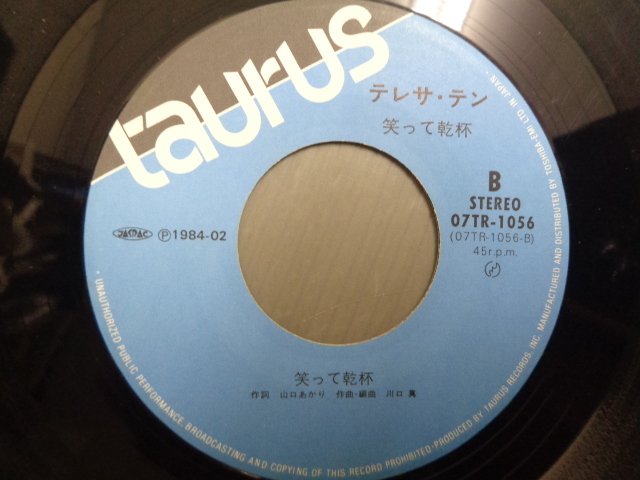 taurus
テレサ・テン
笑って乾杯
B
STEREO
07TR-1056
(07TR-1056-B)
45r.p.m.
JASRAC
Ⓟ1984-02
笑って乾杯
作詞 山口あかり 作曲・編曲 川口 真
・UNAUTHORIZED PUBLIC PERFORMANCE BROADCASTING AND COPYING OF THIS RECORD PROHIBITED・PRODUCED BY TAURUS RECORDS, INC. MANUFACTURED AND DISTRIBUTED BY TOSHIBA-EMI LTD IN JAPAN・